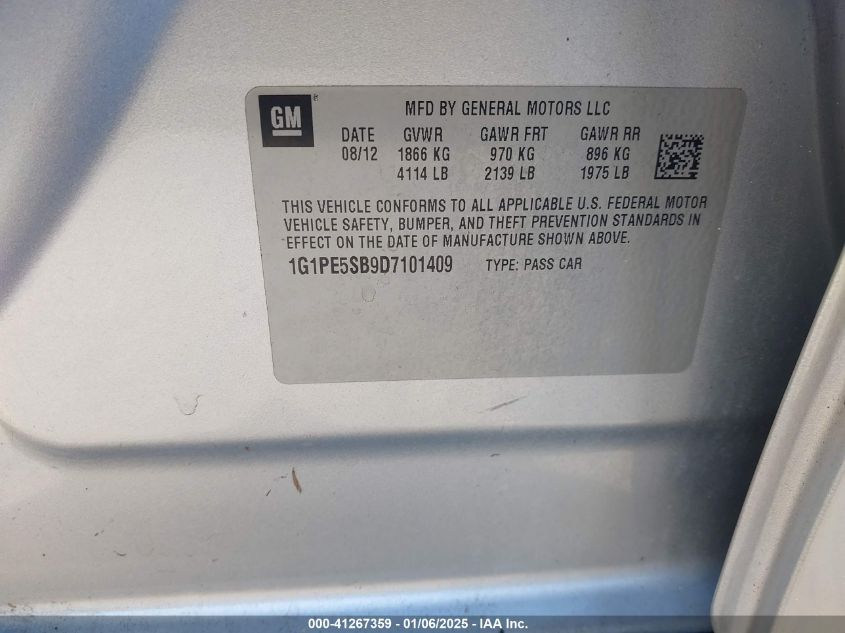 GM
MFD BY GENERAL MOTORS LLC
DATE GVWR GAWR FRT GAWR RR
08/12 1866 KG 970 KG 896 KG
4114 LB 2139 LB 1975 LB
THIS VEHICLE CONFORMS TO ALL APPLICABLE U.S. FEDERAL MOTOR
VEHICLE SAFETY, BUMPER, AND THEFT PREVENTION STANDARDS IN
EFFECT ON THE DATE OF MANUFACTURE SHOWN ABOVE.
1G1PE5SB9D7101409 TYPE: PASS CAR
000-41267359 - 01/06/2025 - IAA Inc.